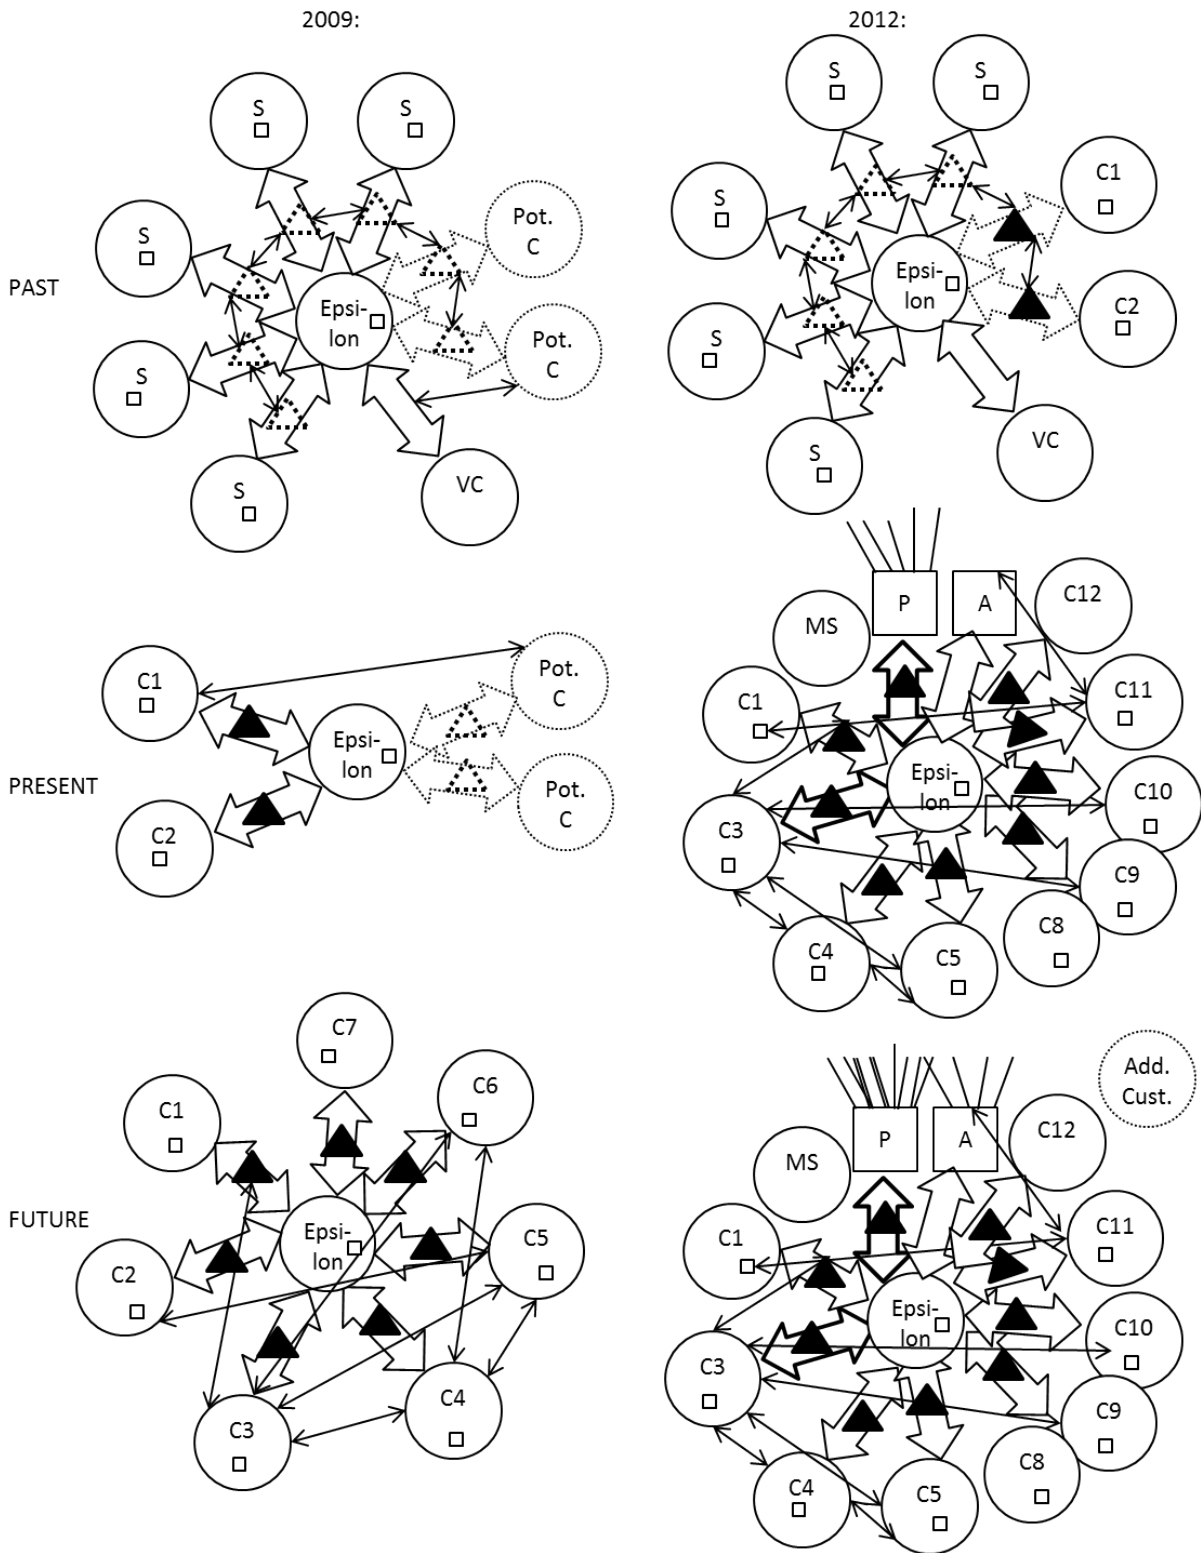 2009:
2012:
PAST
S
S
S
S
S
Pot.
C
Pot.
C
Epsi-
lon
VC
S
S
S
S
S
C1
C2
Epsi-
lon
VC
PRESENT
C1
C2
Epsi-
lon
Pot.
C
Pot.
C
P
A
MS
C12
C1
C11
Epsi-
lon
C10
C3
C9
C8
C4
C5
FUTURE
C7
C6
C1
Epsi-
lon
C5
C2
C4
C3
Add.
Cust.
P
A
MS
C12
C1
C11
Epsi-
lon
C10
C3
C9
C8
C4
C5